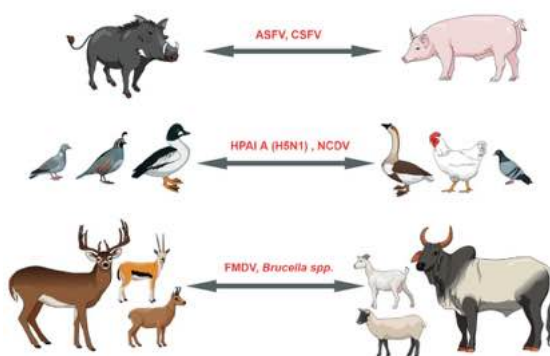 ASFV, CSFV
HPAI A (H5N1) , NCDV
FMDV, Brucella spp.